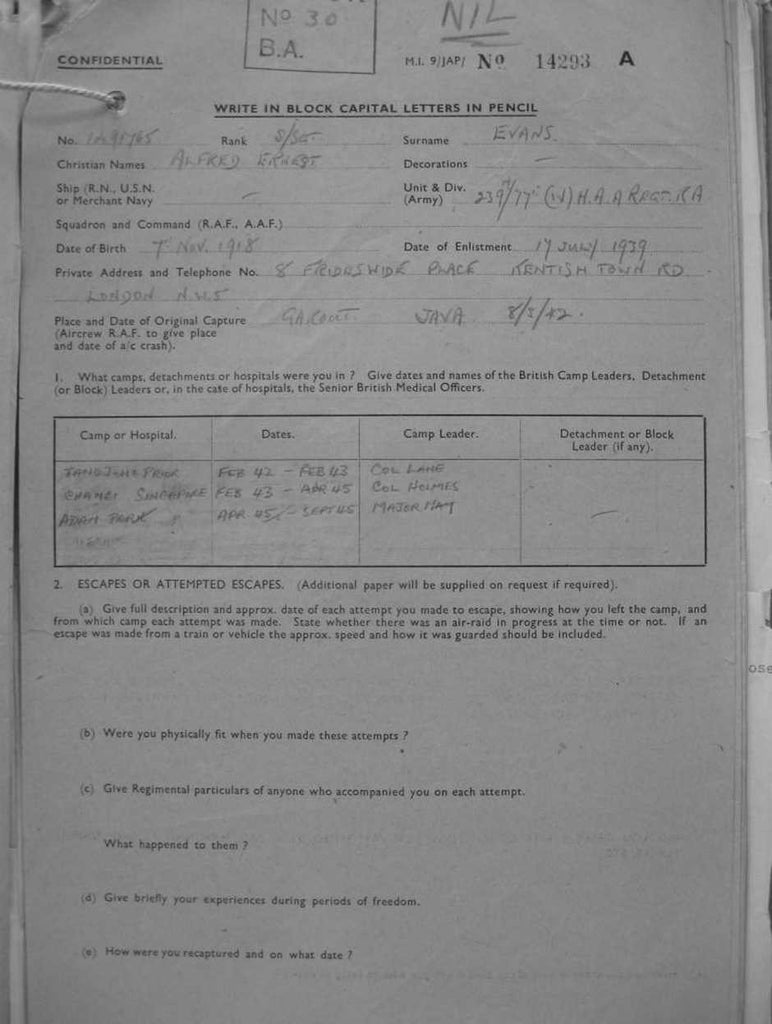 No 30
B.A.
NIL
CONFIDENTIAL
M.I. 9/JAP/ No 14293 A
WRITE IN BLOCK CAPITAL LETTERS IN PENCIL
No. Rank S/SGT Surname EVANS.
Christian Names ALFRED ERNEST Decorations —
Ship (R.N., U.S.N. or Merchant Navy — Unit & Div. (Army) 239/77th H.A.A REGT. RA
Squadron and Command (R.A.F., A.A.F.)
Date of Birth 7th NOV. 1918 Date of Enlistment 17 JULY 1939
Private Address and Telephone No. 8 FRIDESWIDE PLACE KENTISH TOWN RD
LONDON N.W.5
Place and Date of Original Capture GAROET. JAVA. 8/3/42.
(Aircrew R.A.F. to give place
and date of a/c crash).
1. What camps, detachments or hospitals were you in ? Give dates and names of the British Camp Leaders, Detachment
(or Block) Leaders or, in the case of hospitals, the Senior British Medical Officers.
Camp or Hospital. Dates. Camp Leader. Detachment or Block
Leader (if any).
TANDJONG PRIOK FEB 42 – FEB 43 COL LANE
CHANGI SINGAPORE FEB 43 – APR 45 COL HOLMES
ADAM PARK " APR 45 – SEPT 45 MAJOR MAY —
2. ESCAPES OR ATTEMPTED ESCAPES. (Additional paper will be supplied on request if required).
(a) Give full description and approx. date of each attempt you made to escape, showing how you left the camp, and
from which camp each attempt was made. State whether there was an air-raid in progress at the time or not. If an
escape was made from a train or vehicle the approx. speed and how it was guarded should be included.
ose
(b) Were you physically fit when you made these attempts ?
(c) Give Regimental particulars of anyone who accompanied you on each attempt.
What happened to them ?
(d) Give briefly your experiences during periods of freedom.
(e) How were you recaptured and on what date ?